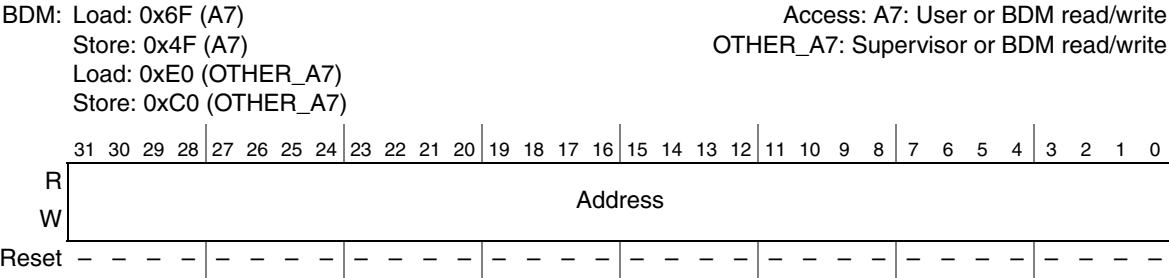 BDM: Load: 0x6F (A7) Access: A7: User or BDM read/write
Store: 0x4F (A7) OTHER_A7: Supervisor or BDM read/write
Load: 0xE0 (OTHER_A7)
Store: 0xC0 (OTHER_A7)
31 30 29 28 27 26 25 24 23 22 21 20 19 18 17 16 15 14 13 12 11 10 9 8 7 6 5 4 3 2 1 0
R
Address
W
Reset – – – – – – – – – – – – – – – – – – – – – – – – – – – – – – – –